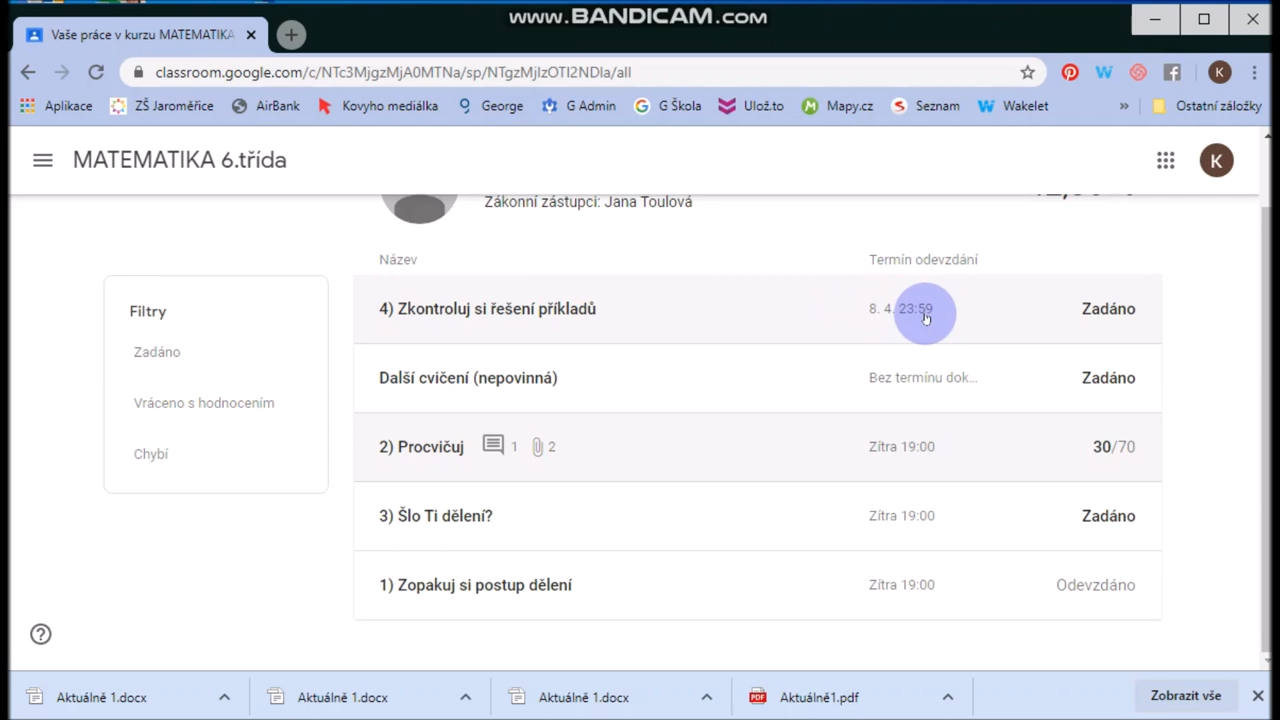 www.BANDICAM.com
Vaše práce v kurzu MATEMATIKA
classroom.google.com/c/NTc3MjgzMjA0MTNa/sp/NTgzMjIzOTI2NDIa/all
K
Aplikace ZŠ Jaroměřice AirBank Kovyho mediálka George G Admin G Škola Ulož.to Mapy.cz Seznam Wakelet » Ostatní záložky
MATEMATIKA 6.třída K
Zákonní zástupci: Jana Toulová
Název Termín odevzdání
Filtry
Zadáno
Vráceno s hodnocením
Chybí
4) Zkontroluj si řešení příkladů 8. 4. 23:59 Zadáno
Další cvičení (nepovinná) Bez termínu dok... Zadáno
2) Procvičuj 1 2 Zítra 19:00 30/70
3) Šlo Ti dělení? Zítra 19:00 Zadáno
1) Zopakuj si postup dělení Zítra 19:00 Odevzdáno
Aktuálně 1.docx Aktuálně 1.docx Aktuálně 1.docx PDF Aktuálně1.pdf Zobrazit vše